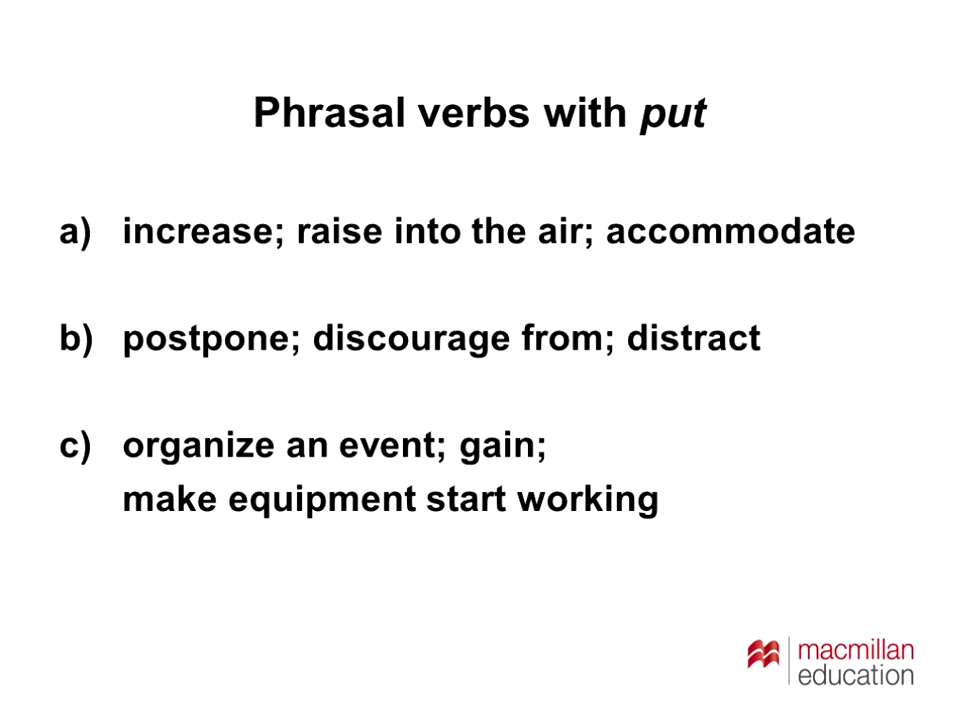 Phrasal verbs with put
a) increase; raise into the air; accommodate
b) postpone; discourage from; distract
c) organize an event; gain;
make equipment start working
macmillan
education